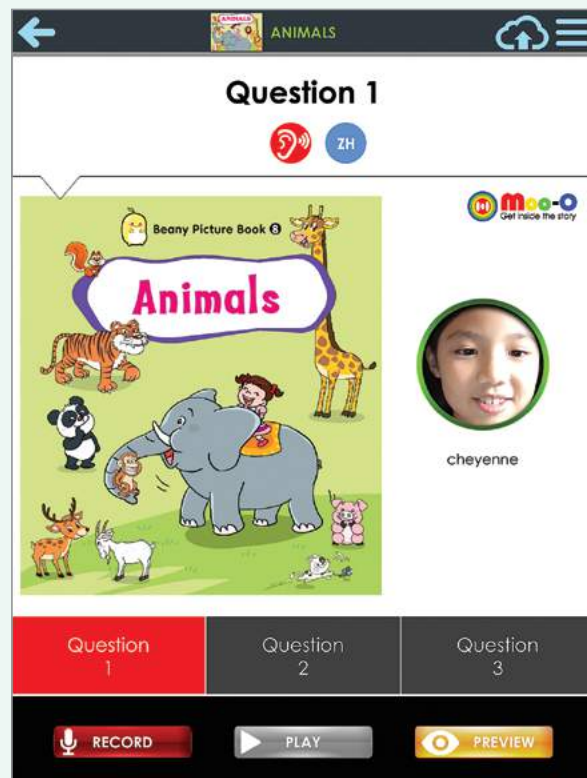 ANIMALS
Question 1
ZH
Moo-O
Get inside the story
Beany Picture Book 8
Animals
cheyenne
Question
1
Question
2
Question
3
RECORD
PLAY
PREVIEW